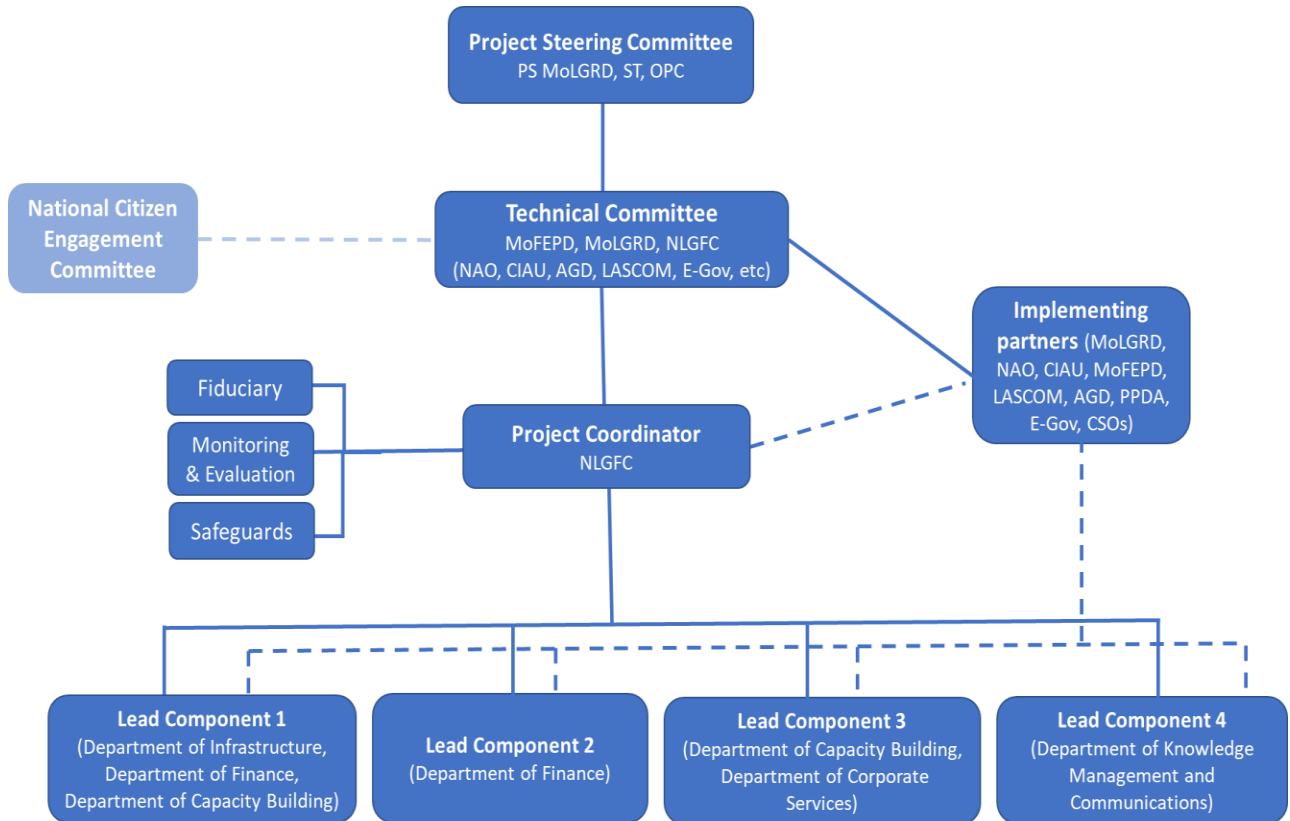 Project Steering Committee
PS MoLGRD, ST, OPC
National Citizen
Engagement
Committee
Technical Committee
MoFEPD, MoLGRD, NLGFC
(NAO, CIAU, AGD, LASCOM, E-Gov, etc)
Implementing
partners (MoLGRD,
NAO, CIAU, MoFEPD,
LASCOM, AGD, PPDA,
E-Gov, CSOs)
Fiduciary
Monitoring
& Evaluation
Safeguards
Project Coordinator
NLGFC
Lead Component 1
(Department of Infrastructure,
Department of Finance,
Department of Capacity Building)
Lead Component 2
(Department of Finance)
Lead Component 3
(Department of Capacity Building,
Department of Corporate
Services)
Lead Component 4
(Department of Knowledge
Management and
Communications)